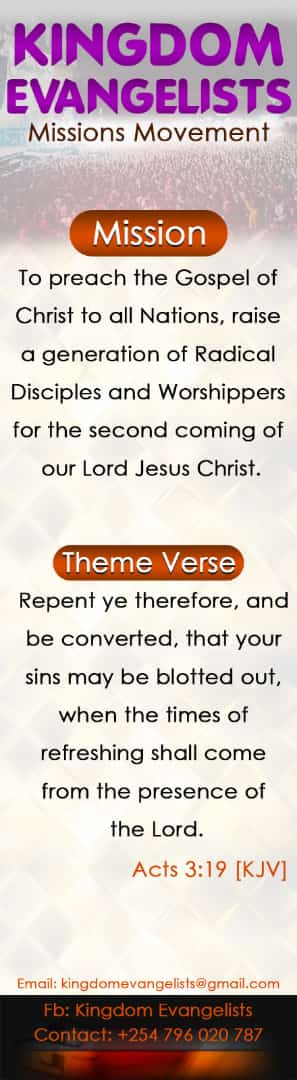 KINGDOM
EVANGELISTS
Missions Movement
Mission
To preach the Gospel of
Christ to all Nations, raise
a generation of Radical
Disciples and Worshippers
for the second coming of
our Lord Jesus Christ.
Theme Verse
Repent ye therefore, and
be converted, that your
sins may be blotted out,
when the times of
refreshing shall come
from the presence of
the Lord.
Acts 3:19 [KJV]
Email: kingdomevangelists@gmail.com
Fb: Kingdom Evangelists
Contact: +254 796 020 787